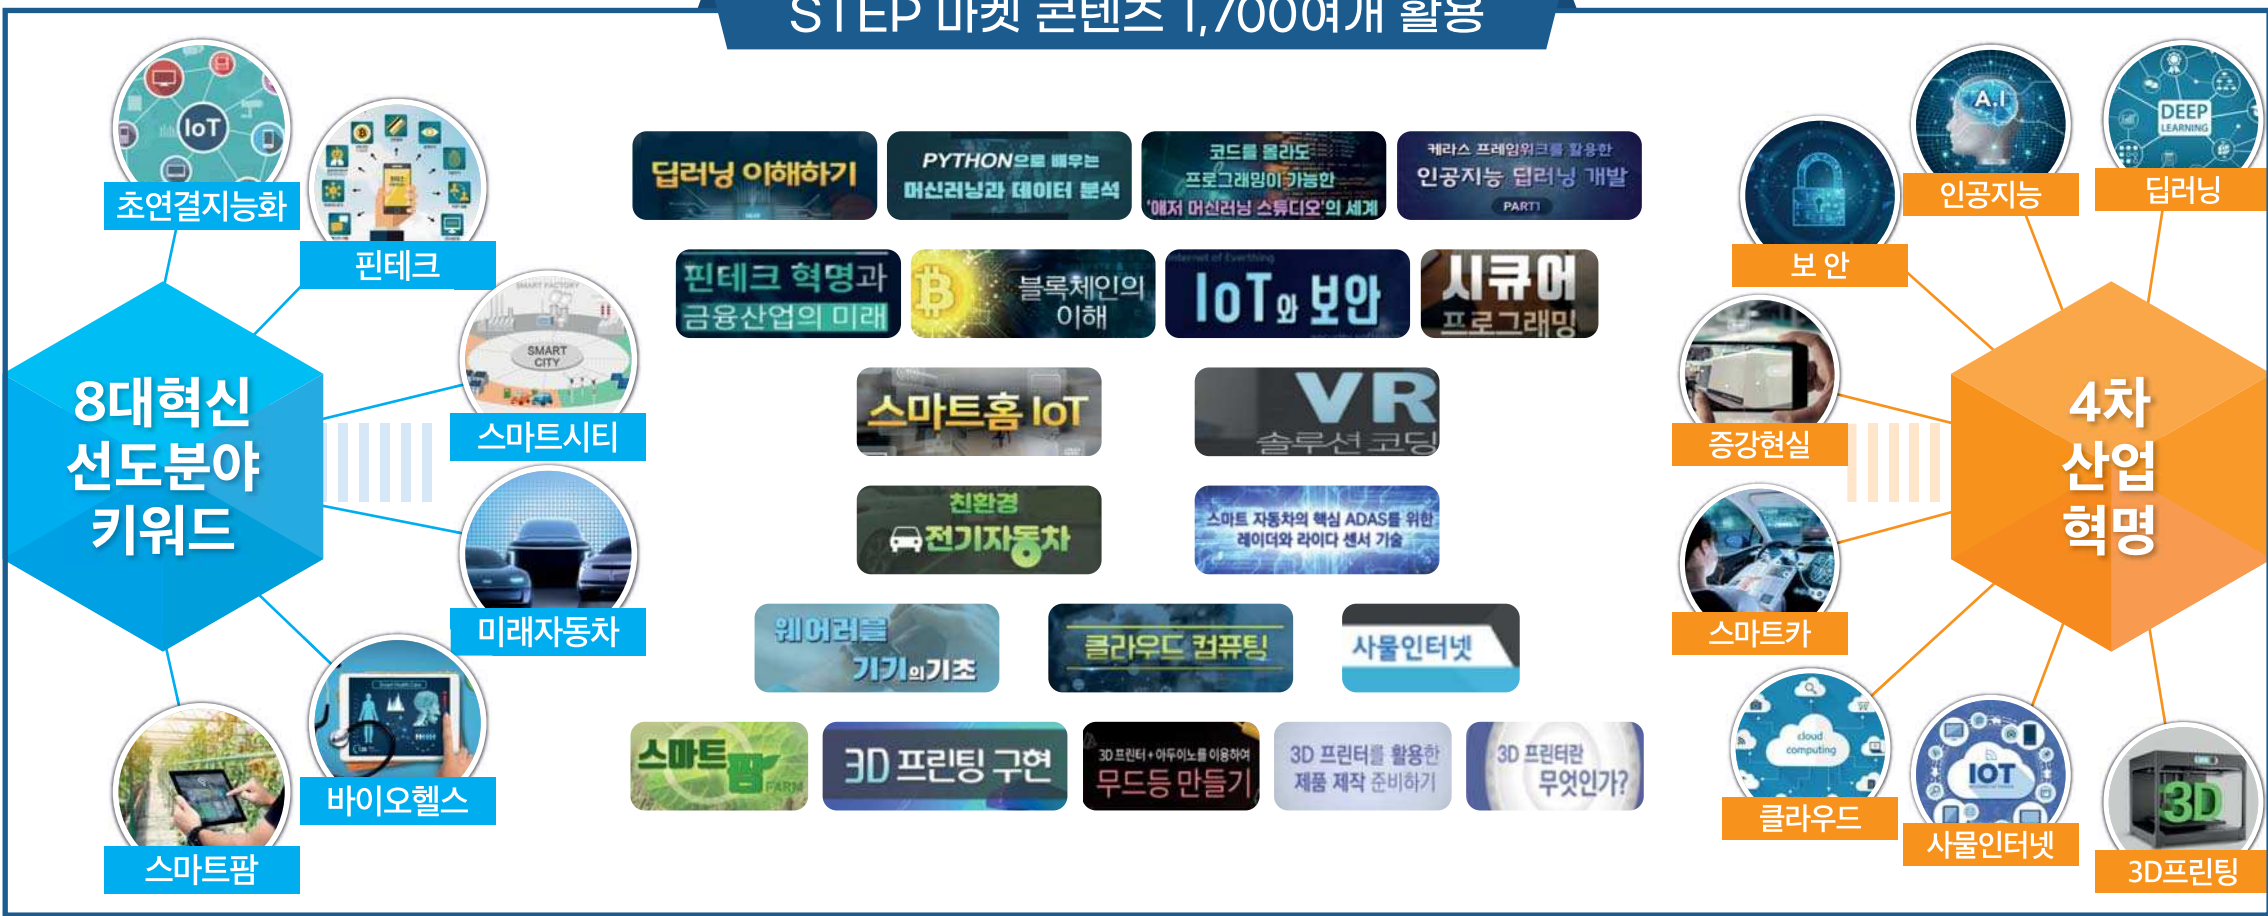 STEP 마켓 콘텐츠 1,700여개 활용
IoT
초연결지능화
핀테크
SMART FACTORY
SMART
CITY
스마트시티
미래자동차
바이오헬스
스마트팜
8대혁신
선도분야
키워드
딥러닝 이해하기
PYTHON으로 배우는
머신러닝과 데이터 분석
코드를 몰라도
프로그래밍이 가능한
'애저 머신러닝 스튜디오'의 세계
케라스 프레임워크를 활용한
인공지능 딥러닝 개발
PART1
핀테크 혁명과
금융산업의 미래
블록체인의
이해
Internet of Everthing
IoT와 보안
시큐어
프로그래밍
스마트홈 IoT
VR
솔루션 코딩
친환경
전기자동차
스마트 자동차의 핵심 ADAS를 위한
레이더와 라이다 센서 기술
웨어러블
기기의기초
클라우드 컴퓨팅
사물인터넷
스마트팜
FARM
3D 프린팅 구현
3D 프린터 + 아두이노를 이용하여
무드등 만들기
3D 프린터를 활용한
제품 제작 준비하기
3D 프린터란
무엇인가?
A.I
인공지능
DEEP
LEARNING
딥러닝
보 안
증강현실
스마트카
cloud
computing
클라우드
IOT
사물인터넷
3D
3D프린팅
4차
산업
혁명